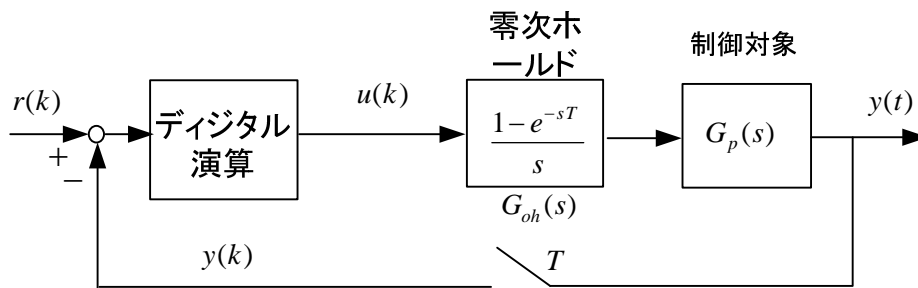 零次ホ
ールド
制御対象
r(k)
u(k)
y(t)
ディジタル
演算
1-e^{-sT}
s
G_p(s)
+
−
G_{oh}(s)
y(k)
T